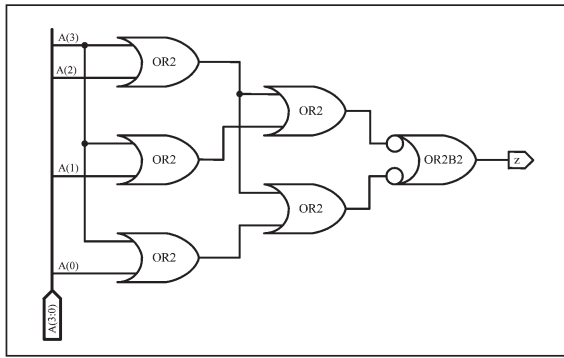 A(3)
A(2)
OR2
OR2
A(1)
OR2
OR2B2
z
OR2
A(0)
OR2
A(3:0)